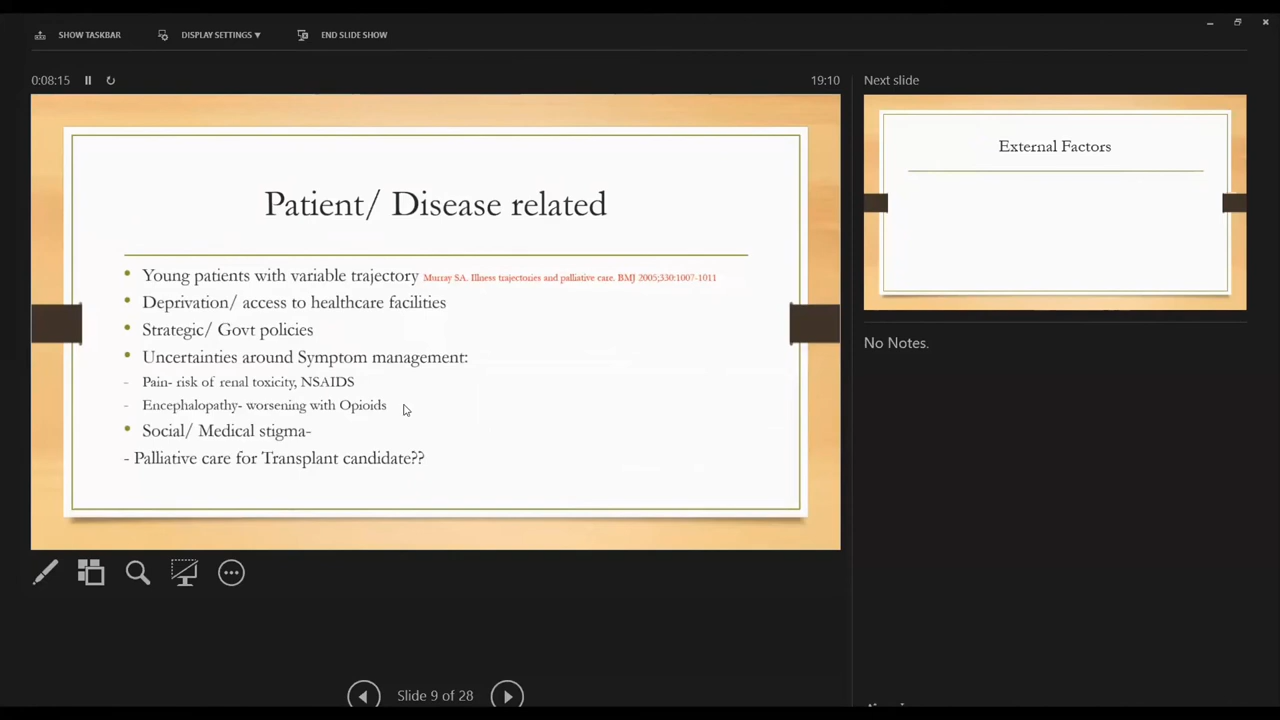 SHOW TASKBAR DISPLAY SETTINGS ▼ END SLIDE SHOW
0:08:15 19:10
Patient/ Disease related
• Young patients with variable trajectory Murray SA. Illness trajectories and palliative care. BMJ 2005;330:1007-1011
• Deprivation/ access to healthcare facilities
• Strategic/ Govt policies
• Uncertainties around Symptom management:
- Pain- risk of renal toxicity, NSAIDS
- Encephalopathy- worsening with Opioids
• Social/ Medical stigma-
- Palliative care for Transplant candidate??
Slide 9 of 28
Next slide
External Factors
No Notes.